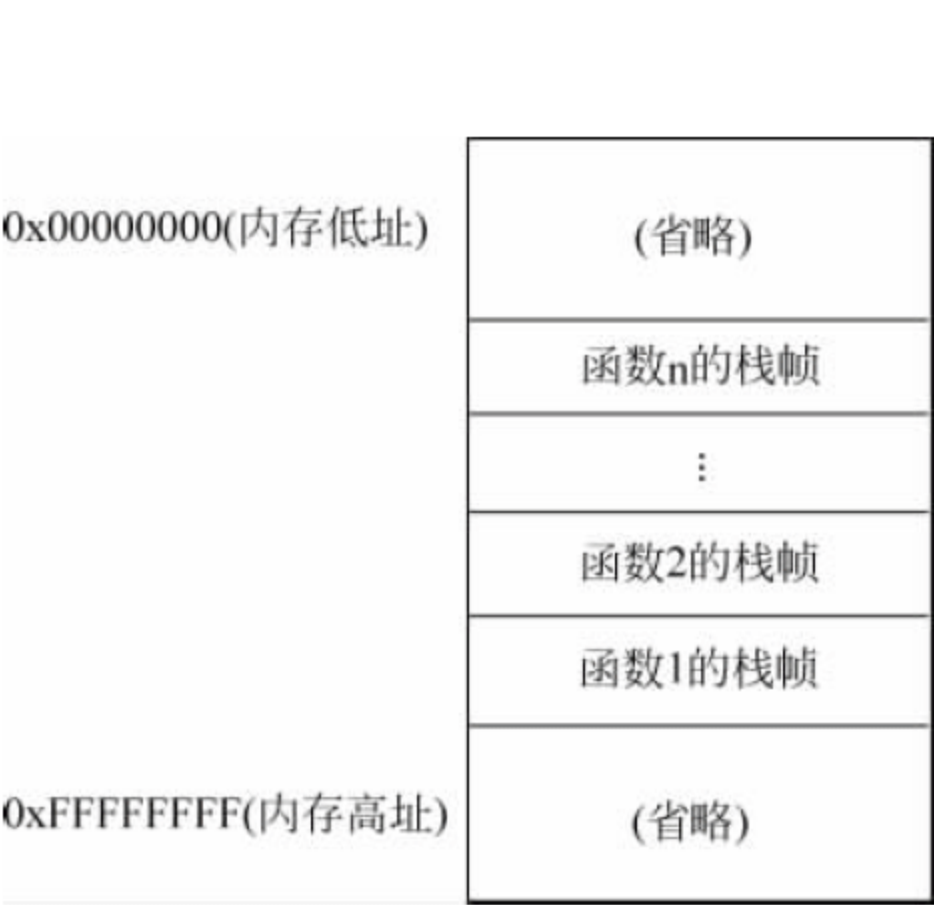 0x00000000(内存低址)
(省略)
函数n的栈帧
⋮
函数2的栈帧
函数1的栈帧
0xFFFFFFFF(内存高址)
(省略)